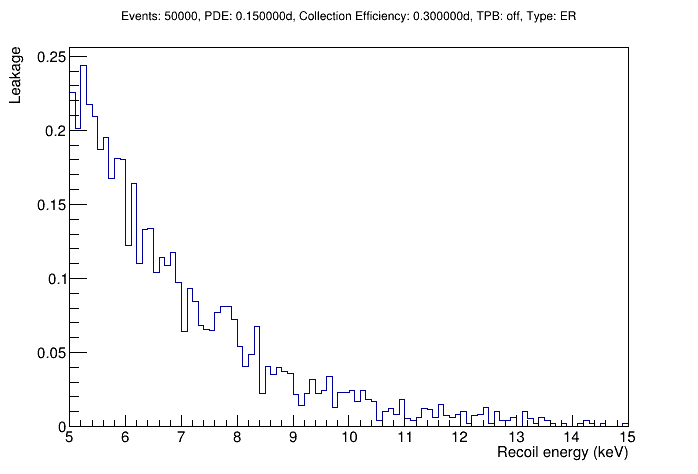 Events: 50000, PDE: 0.150000d, Collection Efficiency: 0.300000d, TPB: off, Type: ER
Leakage
0.25
0.2
0.15
0.1
0.05
0
5 6 7 8 9 10 11 12 13 14 15
Recoil energy (keV)